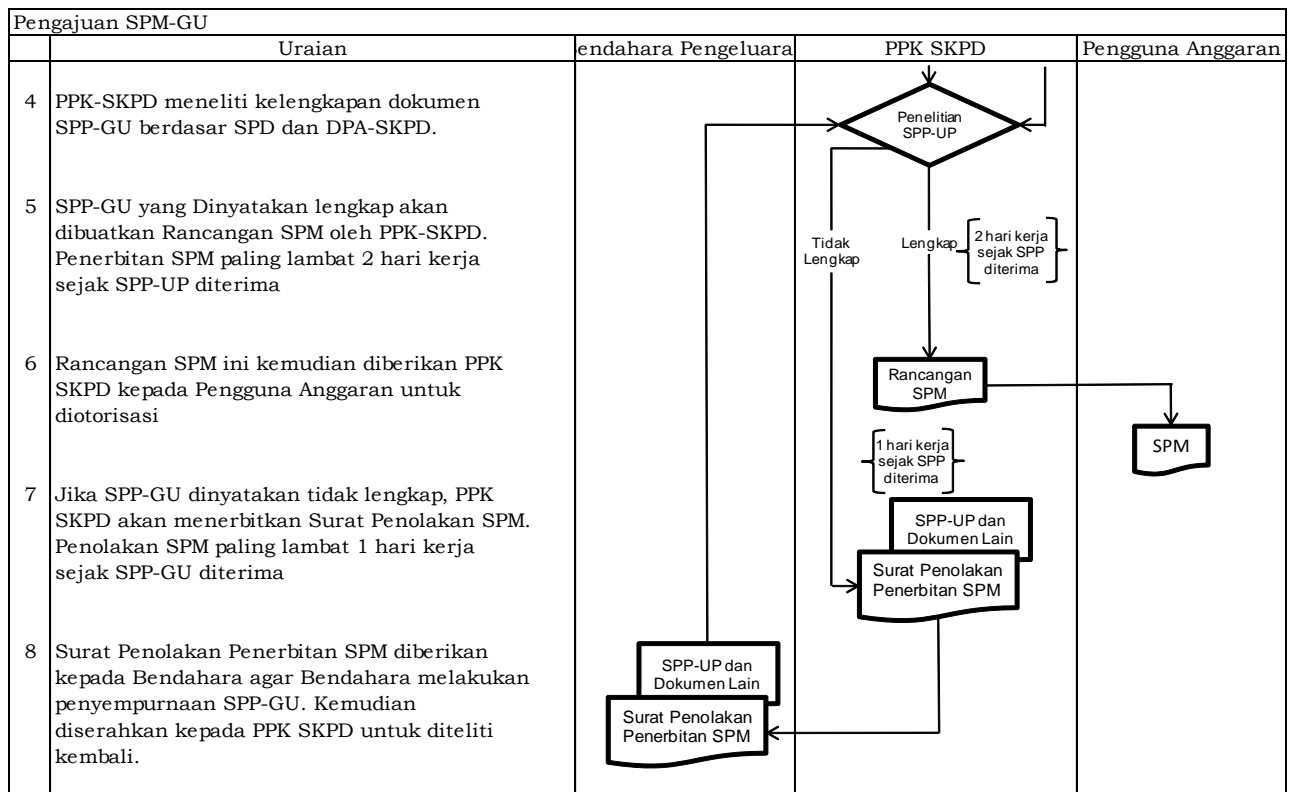 Pengajuan SPM-GU
Uraian
endahara Pengeluara
PPK SKPD
Pengguna Anggaran
4 PPK-SKPD meneliti kelengkapan dokumen
SPP-GU berdasar SPD dan DPA-SKPD.
Penelitian
SPP-UP
5 SPP-GU yang Dinyatakan lengkap akan
dibuatkan Rancangan SPM oleh PPK-SKPD.
Penerbitan SPM paling lambat 2 hari kerja
sejak SPP-UP diterima
Tidak
Lengkap
Lengkap
2 hari kerja
sejak SPP
diterima
6 Rancangan SPM ini kemudian diberikan PPK
SKPD kepada Pengguna Anggaran untuk
diotorisasi
Rancangan
SPM
SPM
1 hari kerja
sejak SPP
diterima
7 Jika SPP-GU dinyatakan tidak lengkap, PPK
SKPD akan menerbitkan Surat Penolakan SPM.
Penolakan SPM paling lambat 1 hari kerja
sejak SPP-GU diterima
SPP-UP dan
Dokumen Lain
Surat Penolakan
Penerbitan SPM
8 Surat Penolakan Penerbitan SPM diberikan
kepada Bendahara agar Bendahara melakukan
penyempurnaan SPP-GU. Kemudian
diserahkan kepada PPK SKPD untuk diteliti
kembali.
SPP-UP dan
Dokumen Lain
Surat Penolakan
Penerbitan SPM